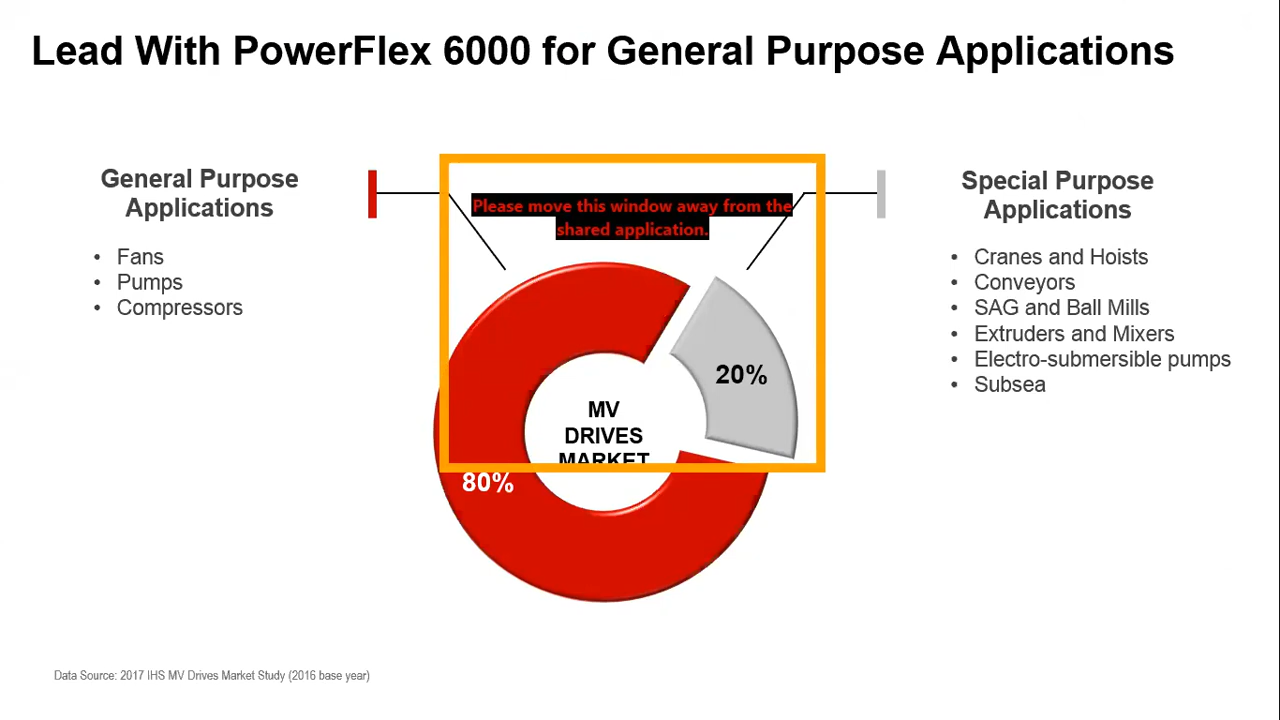 Lead With PowerFlex 6000 for General Purpose Applications
General Purpose
Applications
• Fans
• Pumps
• Compressors
Please move this window away from the
shared application.
MV
DRIVES
MARKET
20%
80%
Special Purpose
Applications
• Cranes and Hoists
• Conveyors
• SAG and Ball Mills
• Extruders and Mixers
• Electro-submersible pumps
• Subsea
Data Source: 2017 IHS MV Drives Market Study (2016 base year)